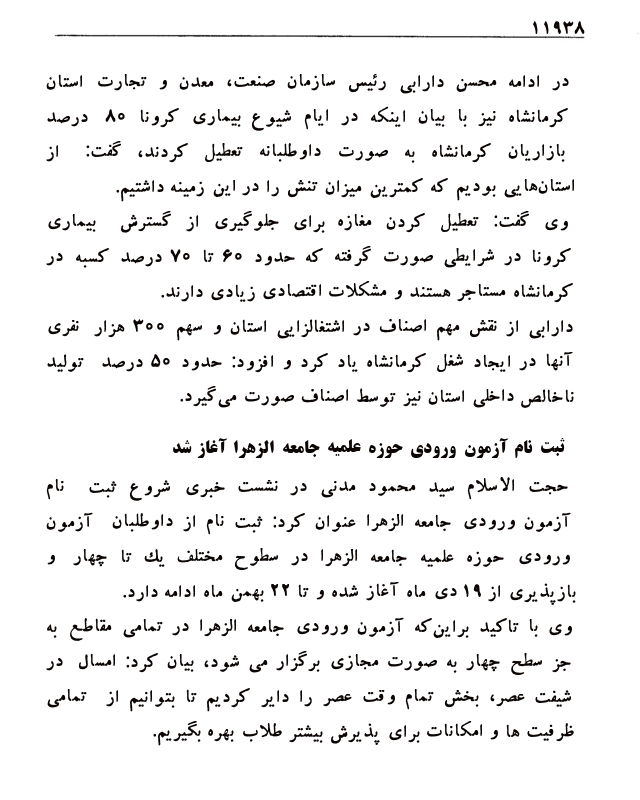 ۱۱۹۳۸
در ادامه محسن دارابی رئیس سازمان صنعت، معدن و تجارت استان
کرمانشاه نیز با بیان اینکه در ایام شیوع بیماری کرونا ۸۰ درصد
بازاریان کرمانشاه به صورت داوطلبانه تعطیل کردند، گفت: از
استان‌هایی بودیم که کمترین میزان تنش را در این زمینه داشتیم.
وی گفت: تعطیل کردن مغازه برای جلوگیری از گسترش بیماری
کرونا در شرایطی صورت گرفته که حدود ۶۰ تا ۷۰ درصد کسبه در
کرمانشاه مستاجر هستند و مشکلات اقتصادی زیادی دارند.
دارابی از نقش مهم اصناف در اشتغالزایی استان و سهم ۳۰۰ هزار نفری
آنها در ایجاد شغل کرمانشاه یاد کرد و افزود: حدود ۵۰ درصد تولید
ناخالص داخلی استان نیز توسط اصناف صورت می‌گیرد.
ثبت نام آزمون ورودی حوزه علمیه جامعه الزهرا آغاز شد
حجت الاسلام سید محمود مدنی در نشست خبری شروع ثبت نام
آزمون ورودی جامعه الزهرا عنوان کرد: ثبت نام از داوطلبان آزمون
ورودی حوزه علمیه جامعه الزهرا در سطوح مختلف یك تا چهار و
بازپذیری از ۱۹ دی ماه آغاز شده و تا ۲۲ بهمن ماه ادامه دارد.
وی با تاکید براین‌که آزمون ورودی جامعه الزهرا در تمامی مقاطع به
جز سطح چهار به صورت مجازی برگزار می شود، بیان کرد: امسال در
شیفت عصر، بخش تمام وقت عصر را دایر کردیم تا بتوانیم از تمامی
ظرفیت ها و امکانات برای پذیرش بیشتر طلاب بهره بگیریم.